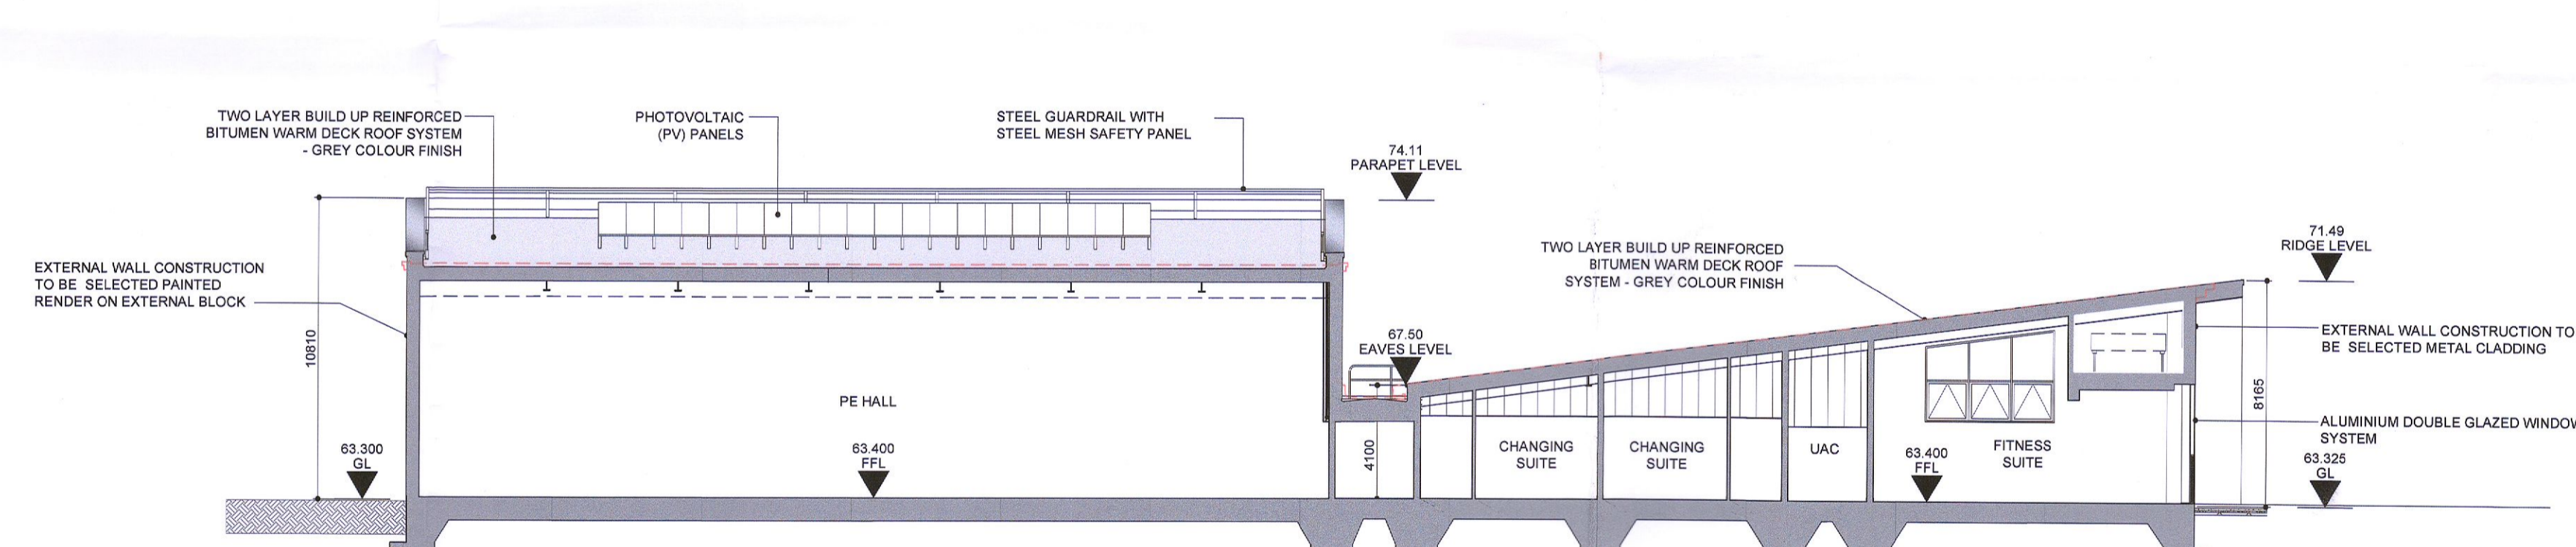 TWO LAYER BUILD UP REINFORCED
BITUMEN WARM DECK ROOF SYSTEM
- GREY COLOUR FINISH
PHOTOVOLTAIC
(PV) PANELS
STEEL GUARDRAIL WITH
STEEL MESH SAFETY PANEL
74.11
PARAPET LEVEL
71.49
RIDGE LEVEL
TWO LAYER BUILD UP REINFORCED
BITUMEN WARM DECK ROOF
SYSTEM - GREY COLOUR FINISH
EXTERNAL WALL CONSTRUCTION
TO BE SELECTED PAINTED
RENDER ON EXTERNAL BLOCK
10810
67.50
EAVES LEVEL
EXTERNAL WALL CONSTRUCTION TO
BE SELECTED METAL CLADDING
8165
PE HALL
ALUMINIUM DOUBLE GLAZED WINDOW
SYSTEM
63.300
GL
63.400
FFL
4100
CHANGING
SUITE
CHANGING
SUITE
UAC
63.400
FFL
FITNESS
SUITE
63.325
GL